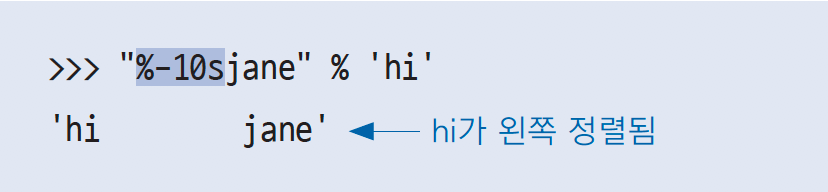 >>> "%-10sjane" % 'hi'
'hi        jane' hi가 왼쪽 정렬됨